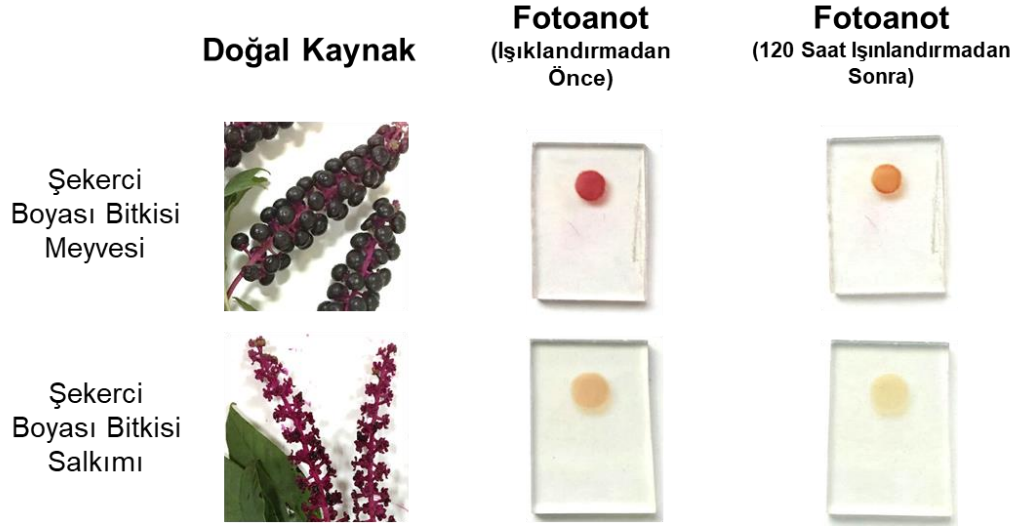 Doğal Kaynak
Fotoanot
(Işıklandırmadan
Önce)
Fotoanot
(120 Saat Işınlandırmadan
Sonra)
Şekerci
Boyası Bitkisi
Meyvesi
Şekerci
Boyası Bitkisi
Salkımı